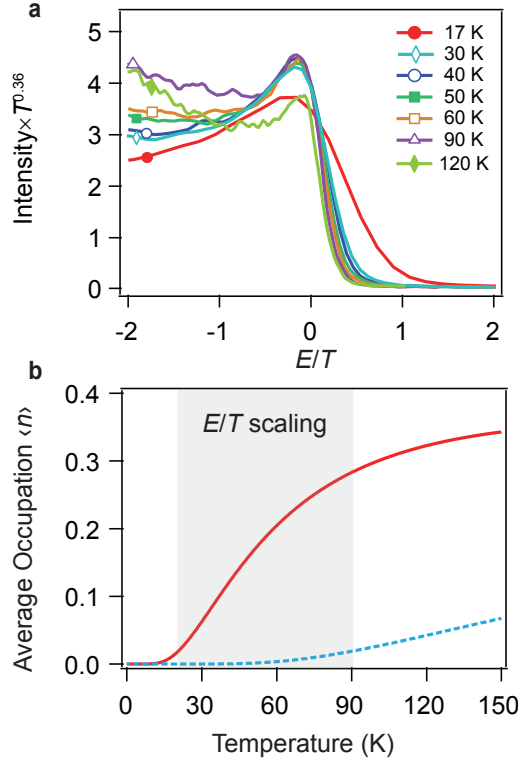 a
Intensity× T^0.36
5
4
3
2
1
0
17 K
30 K
40 K
50 K
60 K
90 K
120 K
-2
-1
0
1
2
E/T
b
Average Occupation ⟨n⟩
0.4
0.3
0.2
0.1
0.0
E/T scaling
0
30
60
90
120
150
Temperature (K)